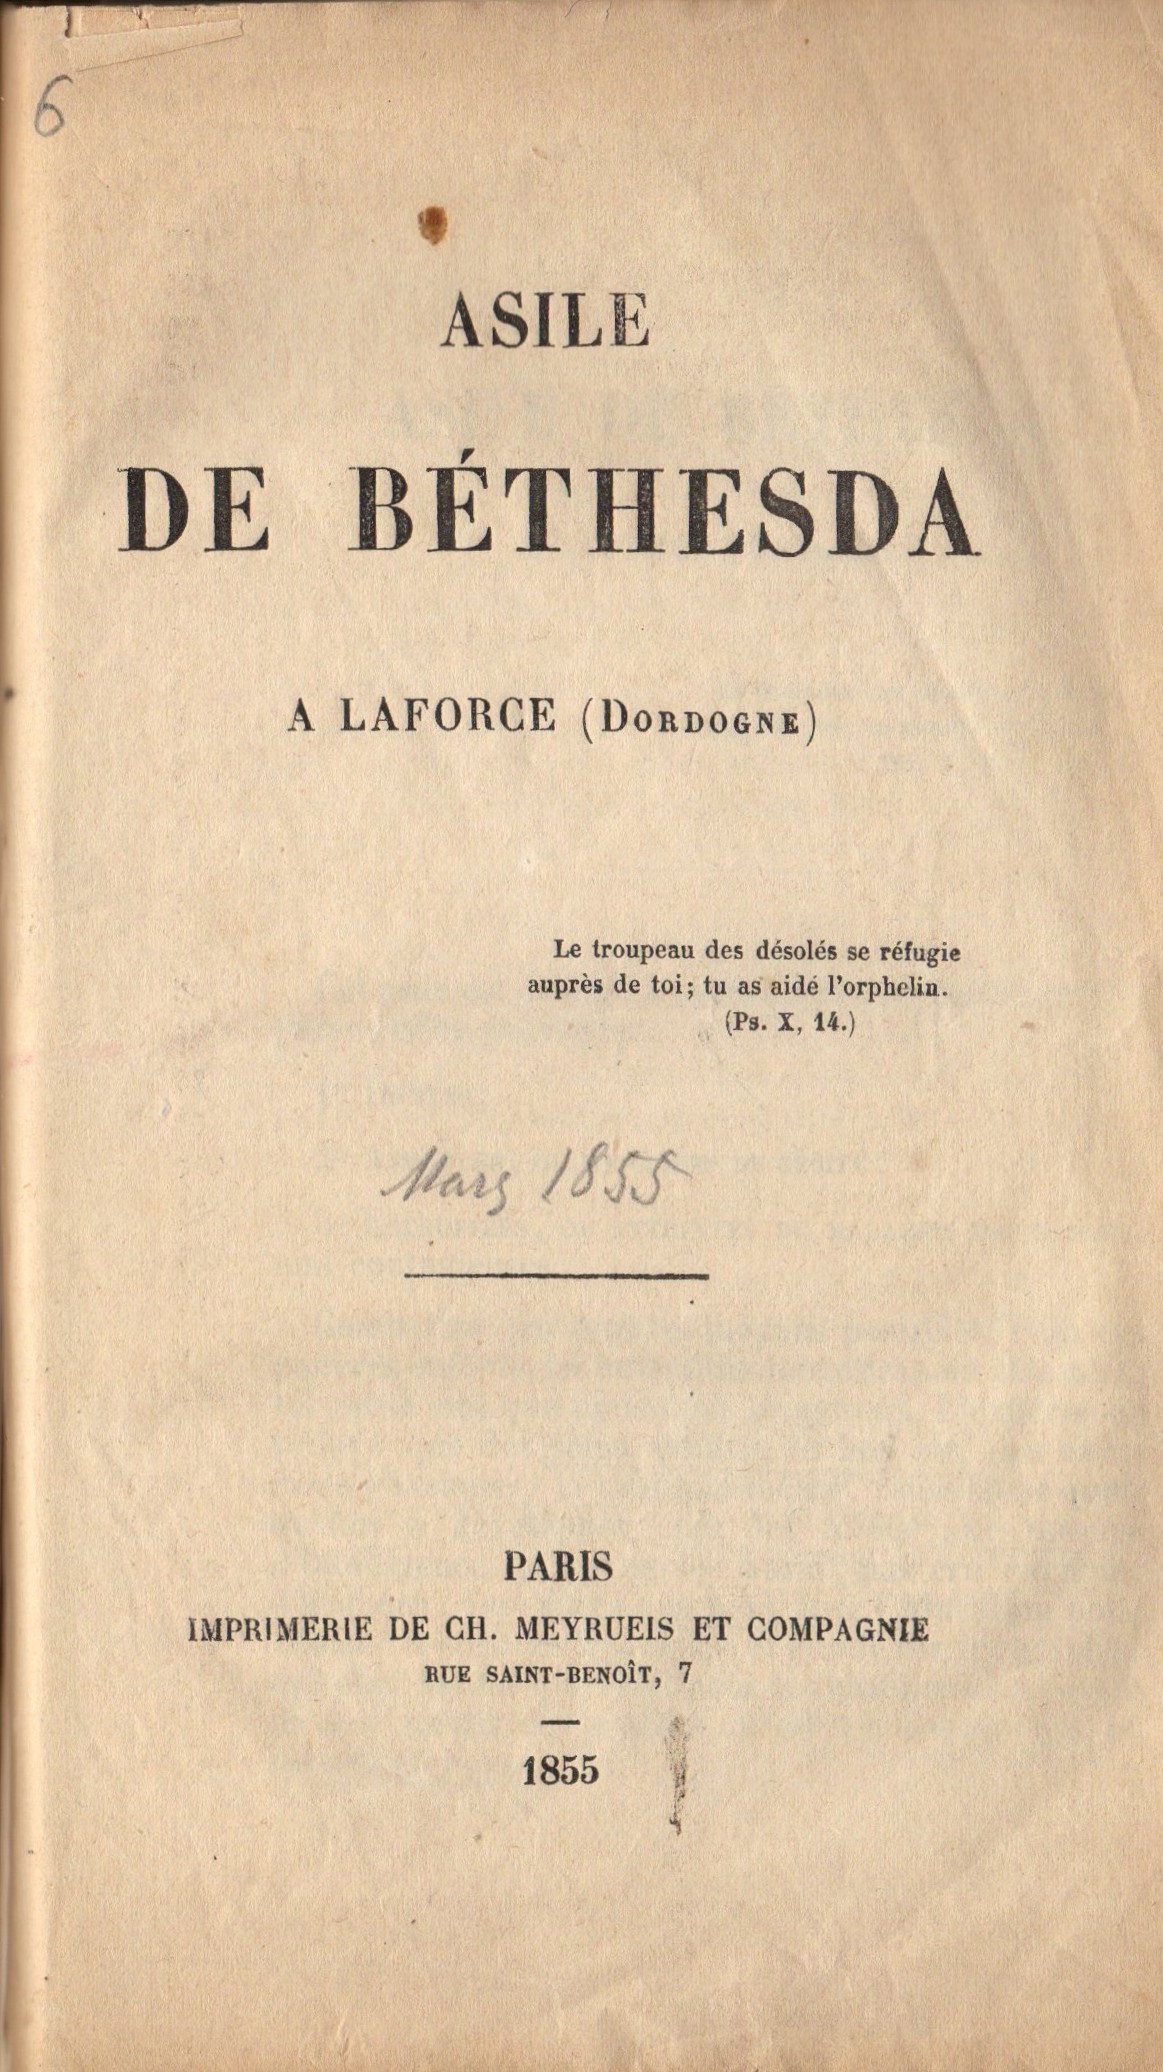 6
ASILE
DE BÉTHESDA
A LAFORCE (DORDOGNE)
Le troupeau des désolés se réfugie
auprès de toi; tu as aidé l'orphelin.
(Ps. X, 14.)
Mars 1855
PARIS
IMPRIMERIE DE CH. MEYRUEIS ET COMPAGNIE
RUE SAINT-BENOÎT, 7
1855